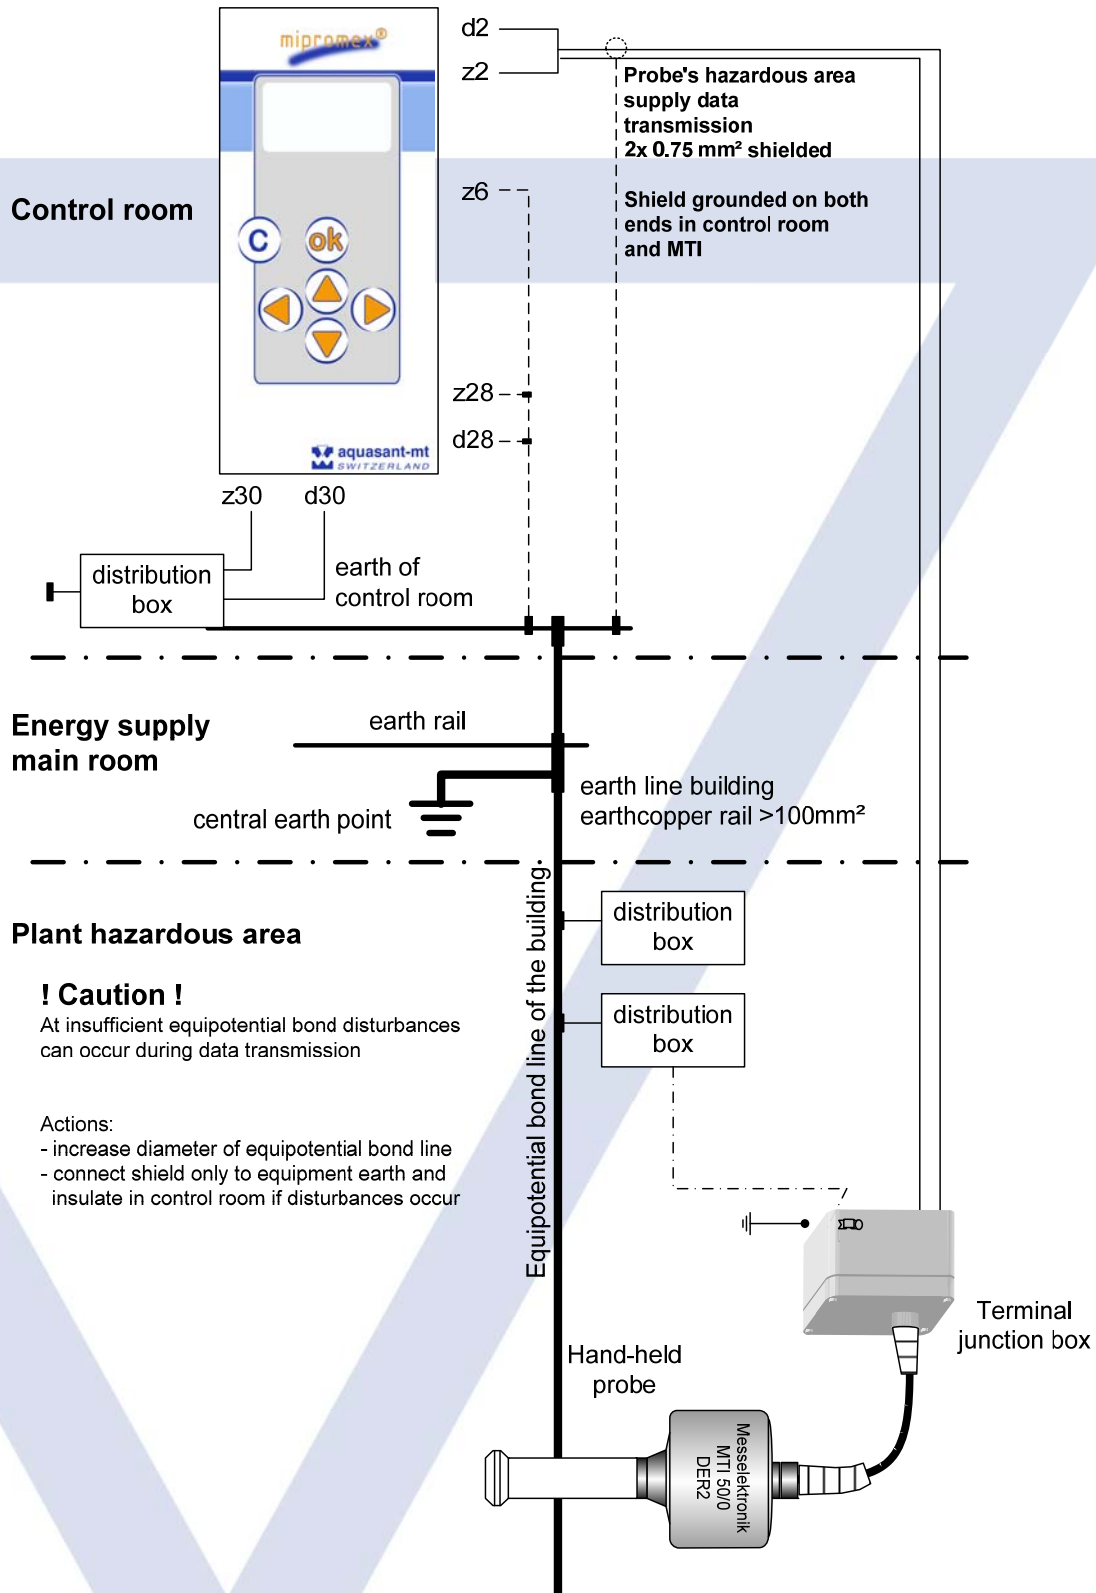 mipromex®
d2
z2
Probe's hazardous area
supply data
transmission
2x 0.75 mm² shielded
Shield grounded on both
ends in control room
and MTI
Control room
z6
C
ok
z28
d28
aquasant-mt
SWITZERLAND
z30
d30
distribution
box
earth of
control room
Energy supply
main room
earth rail
central earth point
earth line building
earthcopper rail >100mm²
Plant hazardous area
! Caution !
At insufficient equipotential bond disturbances
can occur during data transmission
Actions:
- increase diameter of equipotential bond line
- connect shield only to equipment earth and
insulate in control room if disturbances occur
Equipotential bond line of the building
distribution
box
distribution
box
Terminal
junction box
Hand-held
probe
Messelektronik
MTI 50/0
DER2